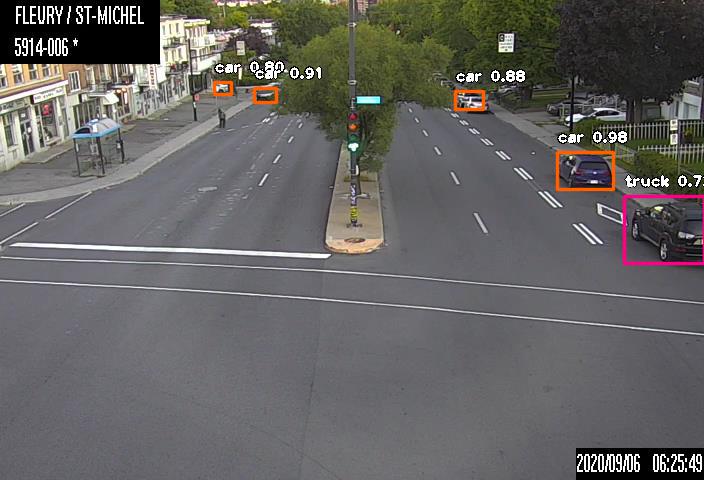 FLEURY / ST-MICHEL
5914-006 *
car 0.80
car 0.91
car 0.88
car 0.98
truck 0.7
2020/09/06 06:25:49